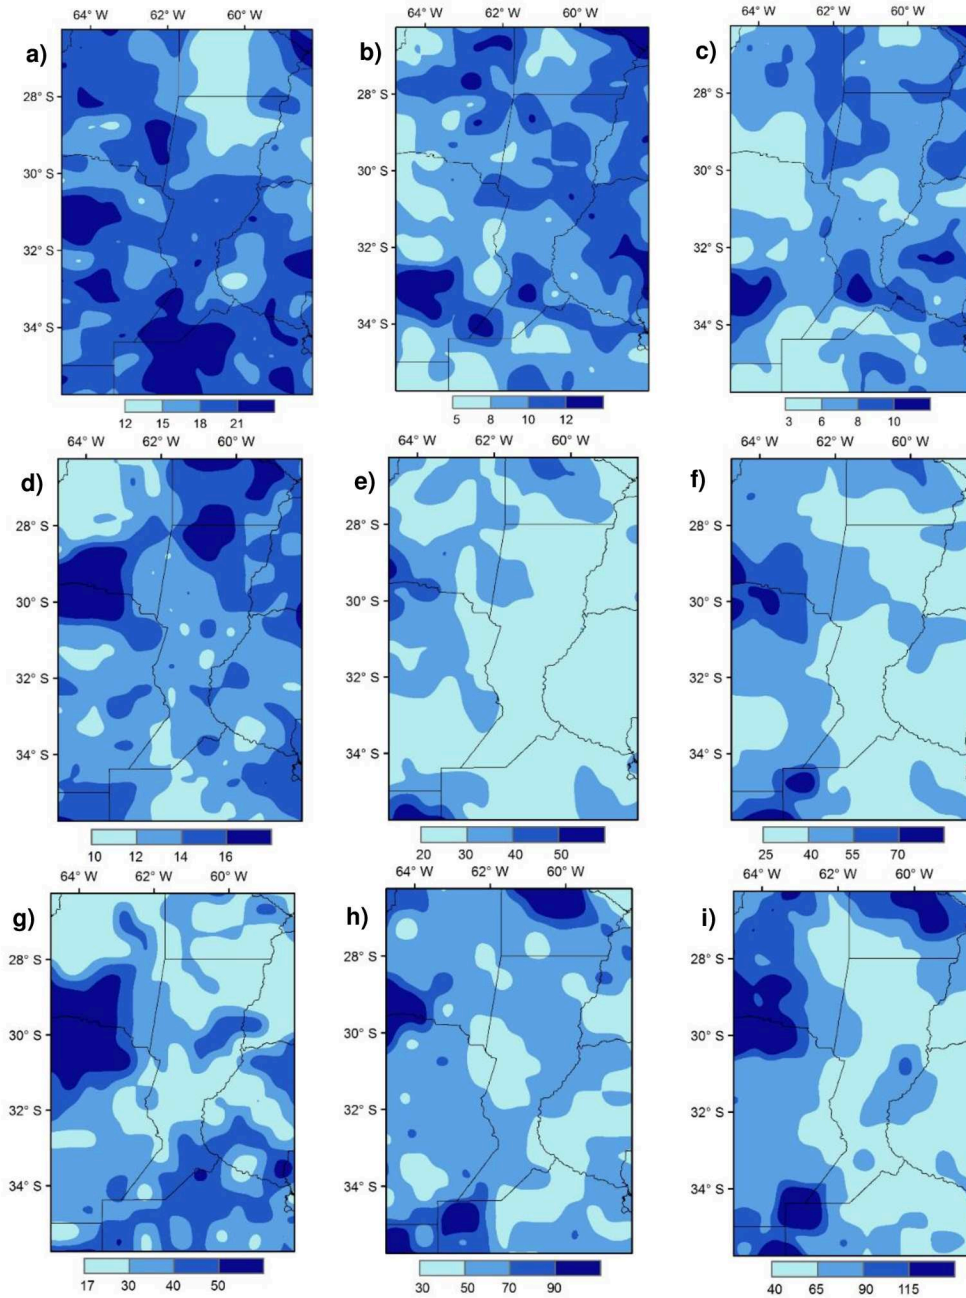 64° W 62° W 60° W
64° W 62° W 60° W
64° W 62° W 60° W
a)
b)
c)
28° S
30° S
32° S
34° S
28° S
30° S
32° S
34° S
28° S
30° S
32° S
34° S
12 15 18 21
5 8 10 12
3 6 8 10
64° W 62° W 60° W
64° W 62° W 60° W
64° W 62° W 60° W
d)
e)
f)
28° S
30° S
32° S
34° S
28° S
30° S
32° S
34° S
28° S
30° S
32° S
34° S
10 12 14 16
20 30 40 50
25 40 55 70
64° W 62° W 60° W
64° W 62° W 60° W
64° W 62° W 60° W
g)
h)
i)
28° S
30° S
32° S
34° S
28° S
30° S
32° S
34° S
28° S
30° S
32° S
34° S
17 30 40 50
30 50 70 90
40 65 90 115